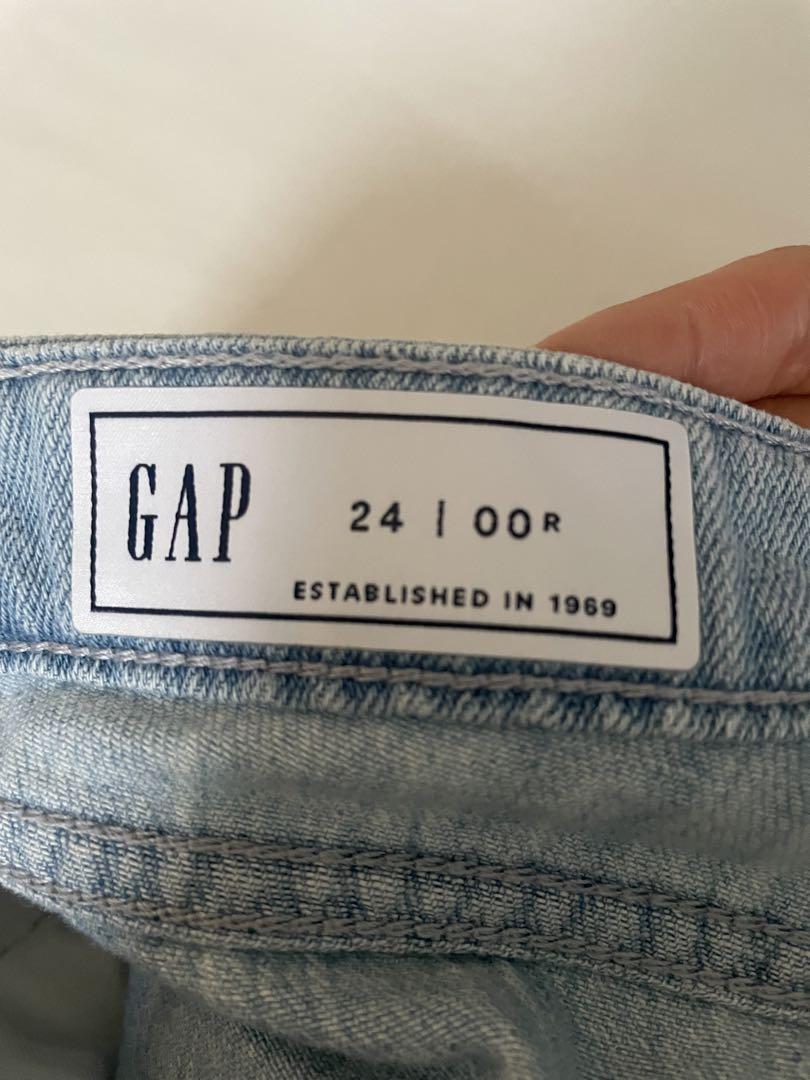 GAP 24 | 00R
ESTABLISHED IN 1969